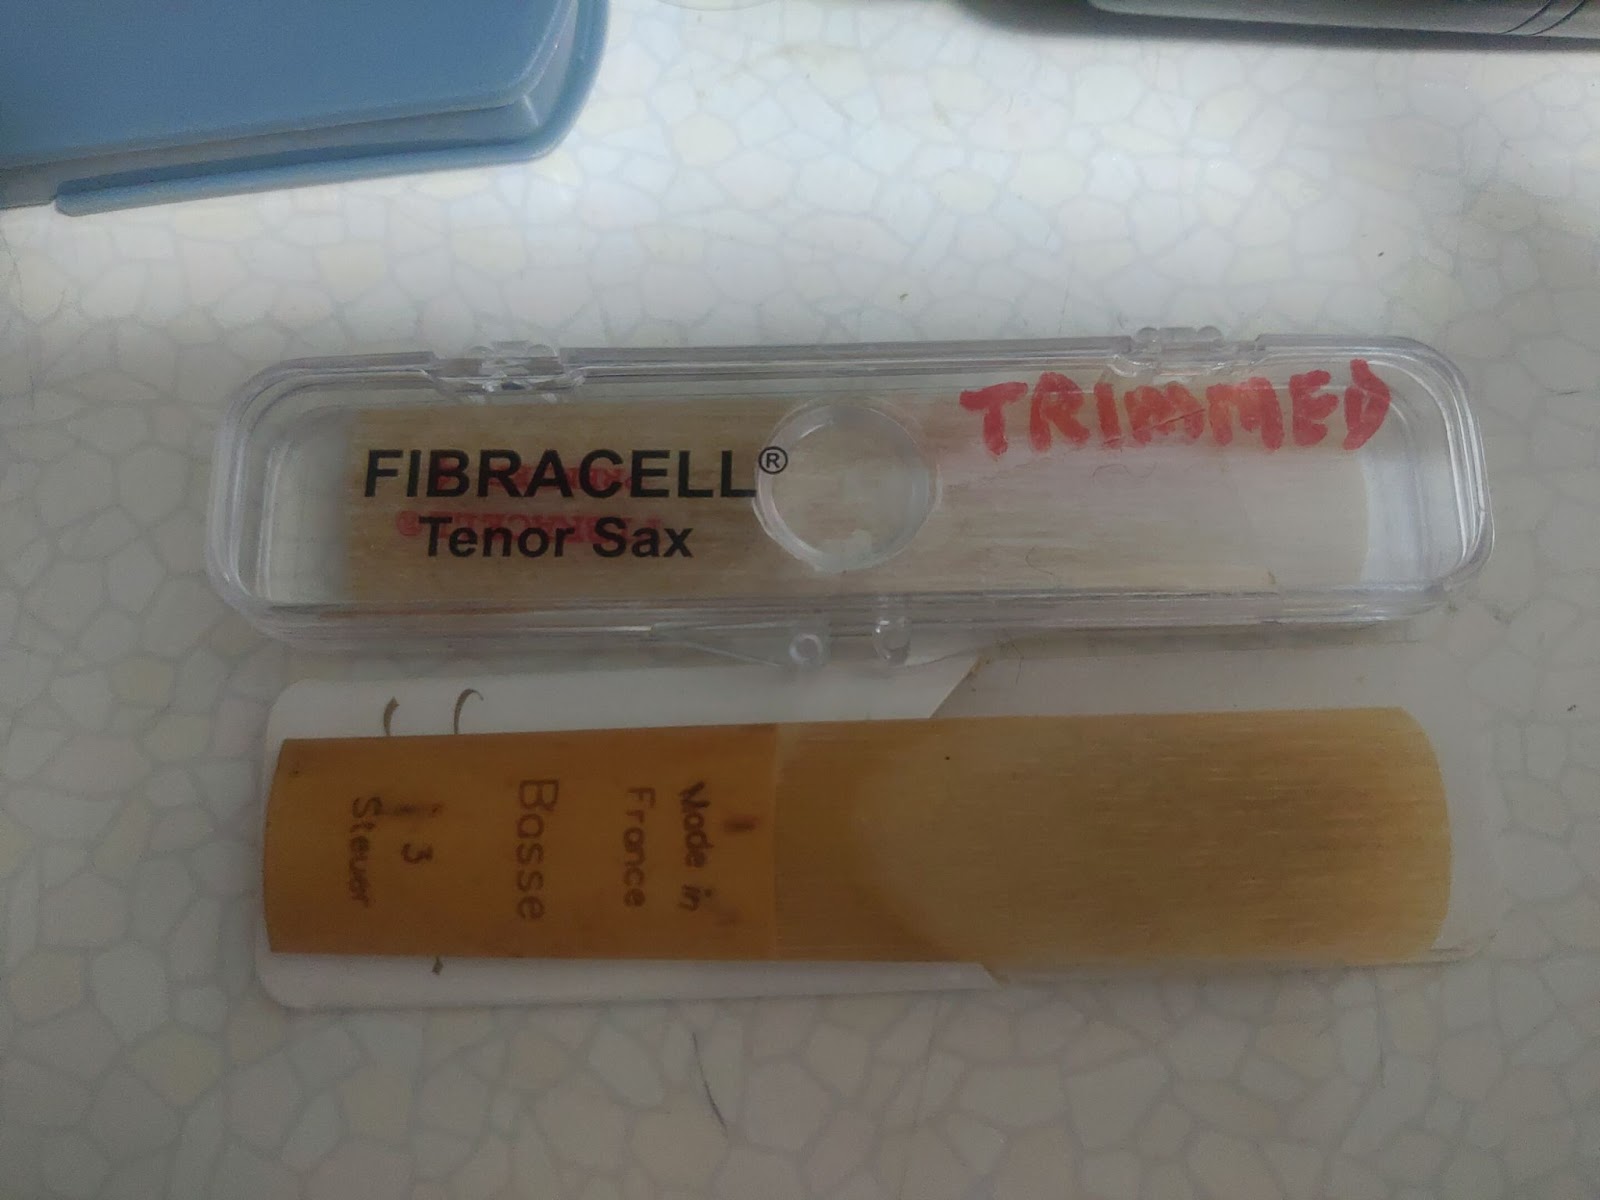 TRIMMED
FIBRACELL®
Tenor Sax
Made in
France
Basse
3
Steuer